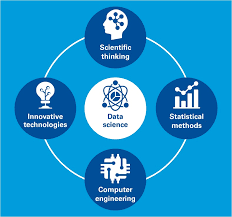 Scientific
thinking
Innovative
technologies
Data
science
Statistical
methods
Computer
engineering